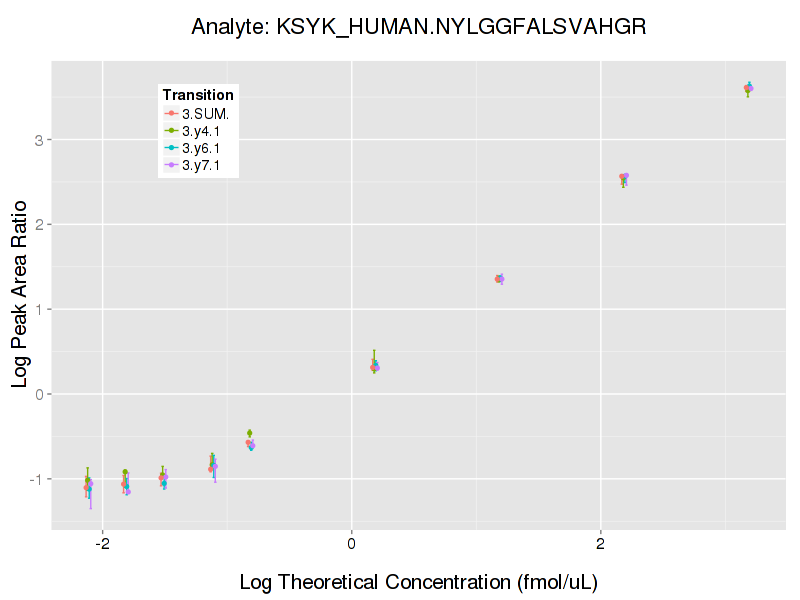 Analyte: KSYK_HUMAN.NYLGGFALSVAHGR
Transition
3.SUM.
3.y4.1
3.y6.1
3.y7.1
Log Peak Area Ratio
3
2
1
0
-1
-2
0
2
Log Theoretical Concentration (fmol/uL)